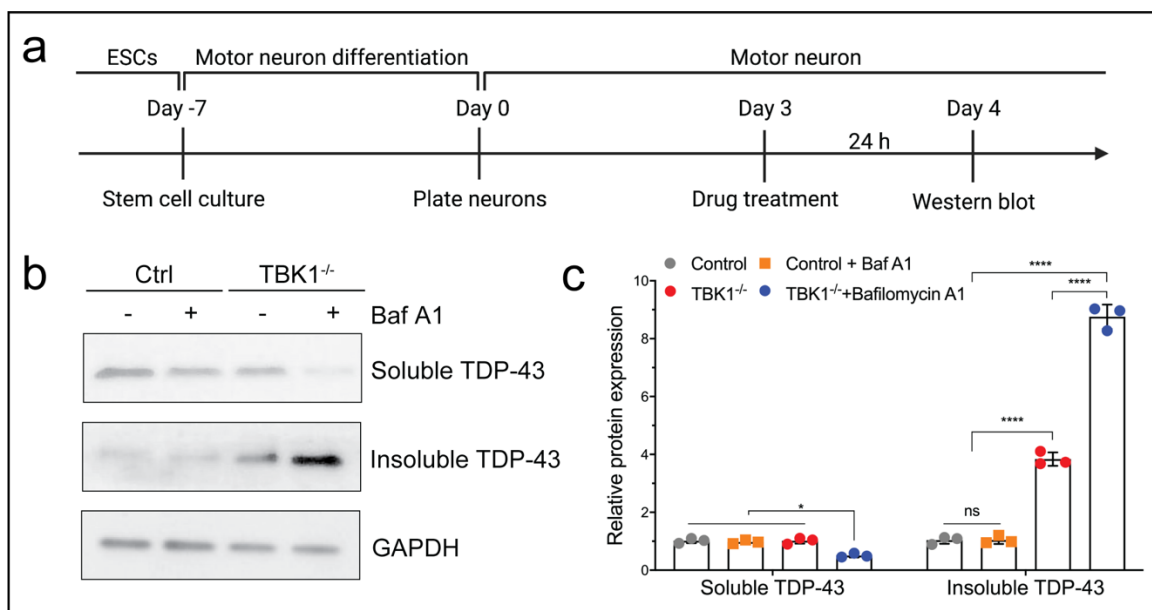 a
ESCs Motor neuron differentiation Motor neuron
Day -7 Day 0 Day 3 Day 4
24 h
Stem cell culture Plate neurons Drug treatment Western blot
b
Ctrl TBK1-/-
- + - + Baf A1
Soluble TDP-43
Insoluble TDP-43
GAPDH
c
Control Control + Baf A1
TBK1-/- TBK1-/-+Bafilomycin A1
Relative protein expression
10
8
6
4
2
0
*
ns
****
****
****
Soluble TDP-43 Insoluble TDP-43